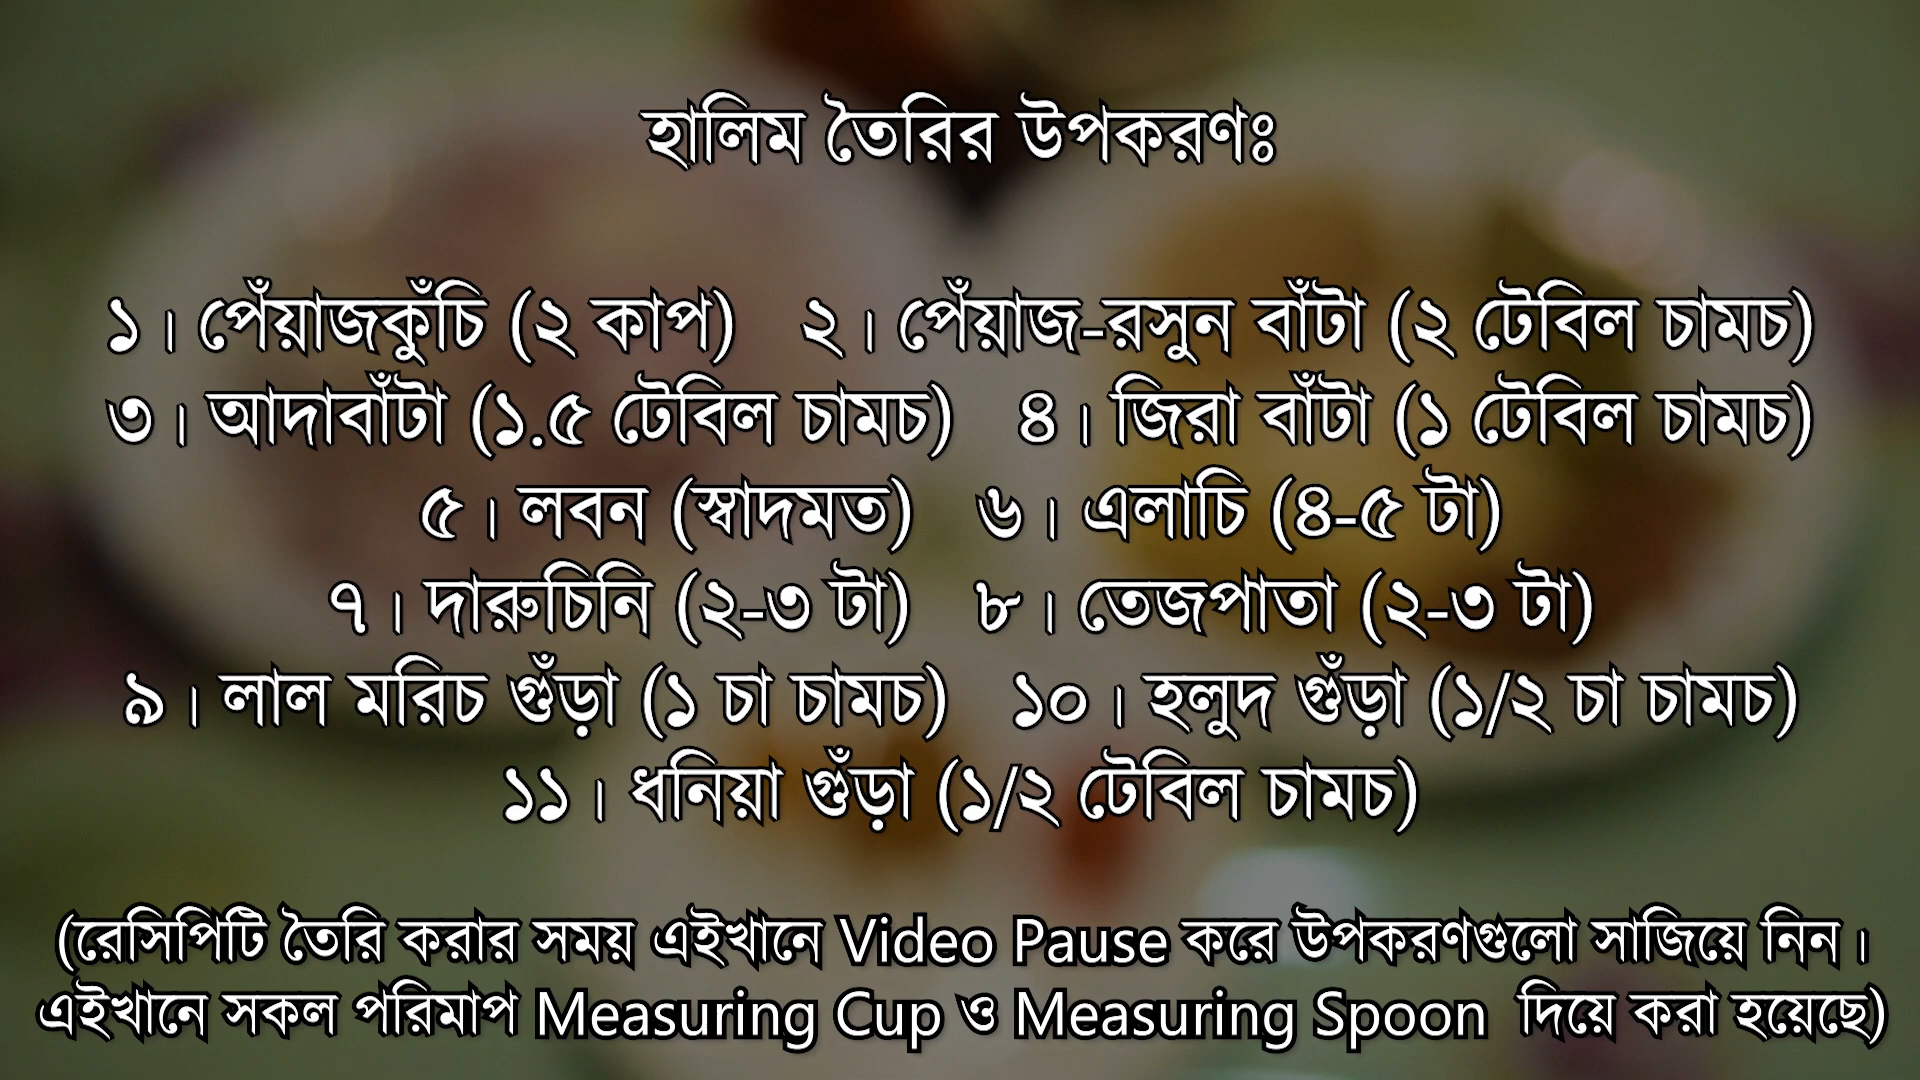 হালিম তৈরির উপকরণঃ
১। পেঁয়াজকুঁচি (২ কাপ) ২। পেঁয়াজ-রসুন বাঁটা (২ টেবিল চামচ)
৩। আদাবাঁটা (১.৫ টেবিল চামচ) ৪। জিরা বাঁটা (১ টেবিল চামচ)
৫। লবন (স্বাদমত) ৬। এলাচি (৪-৫ টা)
৭। দারুচিনি (২-৩ টা) ৮। তেজপাতা (২-৩ টা)
৯। লাল মরিচ গুঁড়া (১ চা চামচ) ১০। হলুদ গুঁড়া (১/২ চা চামচ)
১১। ধনিয়া গুঁড়া (১/২ টেবিল চামচ)
(রেসিপিটি তৈরি করার সময় এইখানে Video Pause করে উপকরণগুলো সাজিয়ে নিন।
এইখানে সকল পরিমাপ Measuring Cup ও Measuring Spoon দিয়ে করা হয়েছে)